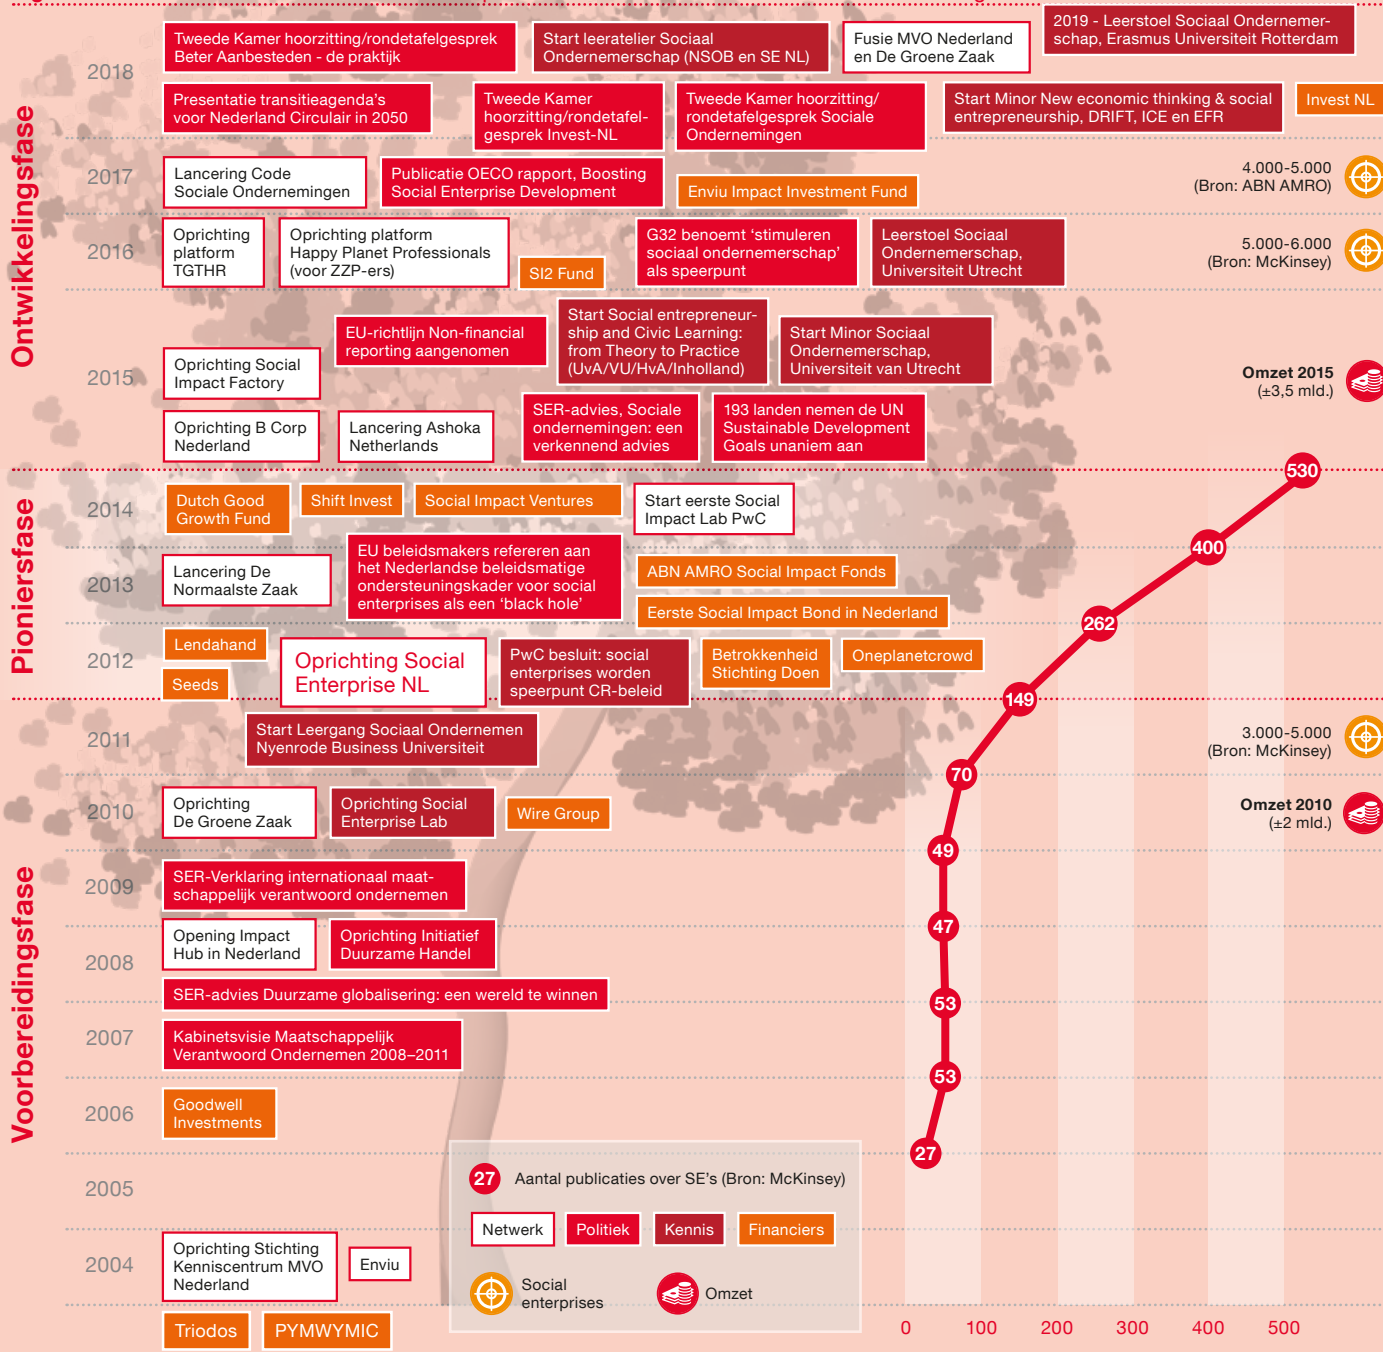 Tweede Kamer hoorzitting/rondetafelgesprek
Beter Aanbesteden - de praktijk
Start leeratelier Sociaal
Ondernemerschap (NSOB en SE NL)
Fusie MVO Nederland
en De Groene Zaak
2019 - Leerstoel Sociaal Ondernemer-
schap, Erasmus Universiteit Rotterdam
2018
Presentatie transitieagenda's
voor Nederland Circulair in 2050
Tweede Kamer
hoorzitting/rondetafel-
gesprek Invest-NL
Tweede Kamer hoorzitting/
rondetafelgesprek Sociale
Ondernemingen
Start Minor New economic thinking & social
entrepreneurship, DRIFT, ICE en EFR
Invest NL
Ontwikkelingsfase
2017
Lancering Code
Sociale Ondernemingen
Publicatie OECO rapport, Boosting
Social Enterprise Development
Enviu Impact Investment Fund
4.000-5.000
(Bron: ABN AMRO)
2016
Oprichting
platform
TGTHR
Oprichting platform
Happy Planet Professionals
(voor ZZP-ers)
SI2 Fund
G32 benoemt 'stimuleren
sociaal ondernemerschap'
als speerpunt
Leerstoel Sociaal
Ondernemerschap,
Universiteit Utrecht
5.000-6.000
(Bron: McKinsey)
2015
Oprichting Social
Impact Factory
EU-richtlijn Non-financial
reporting aangenomen
Start Social entrepreneur-
ship and Civic Learning:
from Theory to Practice
(UvA/VU/HvA/Inholland)
Start Minor Sociaal
Ondernemerschap,
Universiteit van Utrecht
Omzet 2015
(±3,5 mld.)
Oprichting B Corp
Nederland
Lancering Ashoka
Netherlands
SER-advies, Sociale
ondernemingen: een
verkennend advies
193 landen nemen de UN
Sustainable Development
Goals unaniem aan
530
Pioniersfase
2014
Dutch Good
Growth Fund
Shift Invest
Social Impact Ventures
Start eerste Social
Impact Lab PwC
400
2013
Lancering De
Normaalste Zaak
EU beleidsmakers refereren aan
het Nederlandse beleidsmatige
ondersteuningskader voor social
enterprises als een 'black hole'
ABN AMRO Social Impact Fonds
Eerste Social Impact Bond in Nederland
262
2012
Lendahand
Seeds
Oprichting Social
Enterprise NL
PwC besluit: social
enterprises worden
speerpunt CR-beleid
Betrokkenheid
Stichting Doen
Oneplanetcrowd
149
Voorbereidingsfase
2011
Start Leergang Sociaal Ondernemen
Nyenrode Business Universiteit
3.000-5.000
(Bron: McKinsey)
70
2010
Oprichting
De Groene Zaak
Oprichting Social
Enterprise Lab
Wire Group
Omzet 2010
(±2 mld.)
49
2009
SER-Verklaring internationaal maat-
schappelijk verantwoord ondernemen
47
2008
Opening Impact
Hub in Nederland
Oprichting Initiatief
Duurzame Handel
SER-advies Duurzame globalisering: een wereld te winnen
53
2007
Kabinetsvisie Maatschappelijk
Verantwoord Ondernemen 2008–2011
53
2006
Goodwell
Investments
27
2005
2004
Oprichting Stichting
Kenniscentrum MVO
Nederland
Enviu
Triodos
PYMWYMIC
27 Aantal publicaties over SE's (Bron: McKinsey)
Netwerk Politiek Kennis Financiers
Social
enterprises
Omzet
0 100 200 300 400 500